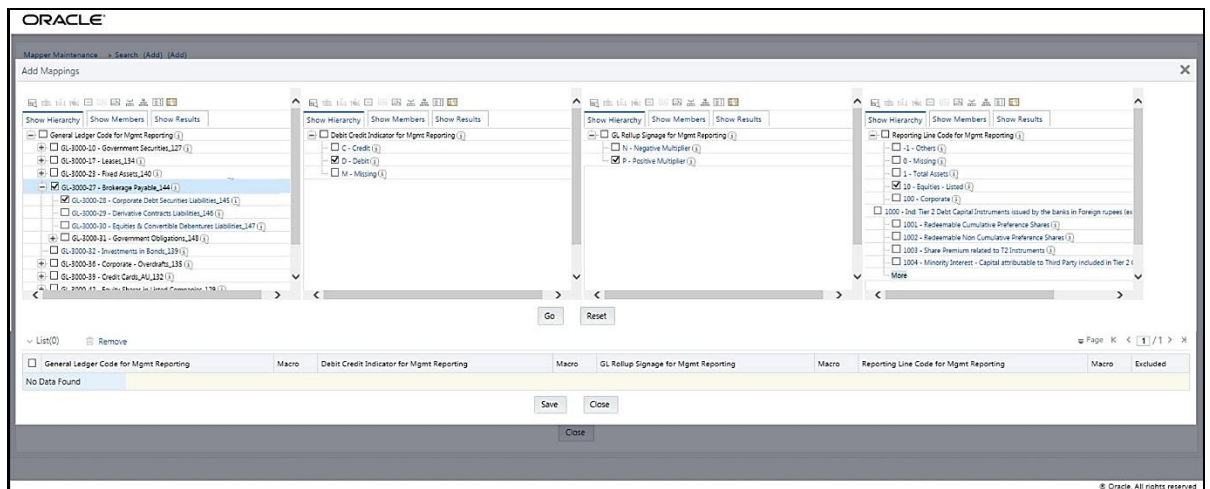 ORACLE
Mapper Maintenance » Search (Add) (Add)
Add Mappings
Show Hierarchy Show Members Show Results
General Ledger Code for Mgmt Reporting
GL-3000-10 - Government Securities_127
GL-3000-17 - Leases_134
GL-3000-23 - Fixed Assets_140
GL-3000-27 - Brokerage Payable_144
GL-3000-28 - Corporate Debt Securities Liabilities_145
GL-3000-29 - Derivative Contracts Liabilities_146
GL-3000-30 - Equities & Convertible Debentures Liabilities_147
GL-3000-31 - Government Obligations_148
GL-3000-32 - Investments in Bonds_139
GL-3000-36 - Corporate - Overdrafts_135
GL-3000-39 - Credit Cards_AU_132
GL-3000-42 - Equity Shares in Listed Companies_129
Show Hierarchy Show Members Show Results
Debit Credit Indicator for Mgmt Reporting
C - Credit
D - Debit
M - Missing
Show Hierarchy Show Members Show Results
GL Rollup Signage for Mgmt Reporting
N - Negative Multiplier
P - Positive Multiplier
Show Hierarchy Show Members Show Results
Reporting Line Code for Mgmt Reporting
-1 - Others
0 - Missing
1 - Total Assets
10 - Equities - Listed
100 - Corporate
1000 - Ind: Tier 2 Debt Capital Instruments issued by the banks in Foreign rupees (ex
1001 - Redeemable Cumulative Preference Shares
1002 - Redeemable Non Cumulative Preference Shares
1003 - Share Premium related to T2 Instruments
1004 - Minority Interest - Capital attributable to Third Party included in Tier 2 C
More
Go Reset
List(0) Remove Page 1 / 1
General Ledger Code for Mgmt Reporting Macro Debit Credit Indicator for Mgmt Reporting Macro GL Rollup Signage for Mgmt Reporting Macro Reporting Line Code for Mgmt Reporting Macro Excluded
No Data Found
Save Close
Close
© Oracle. All rights reserved